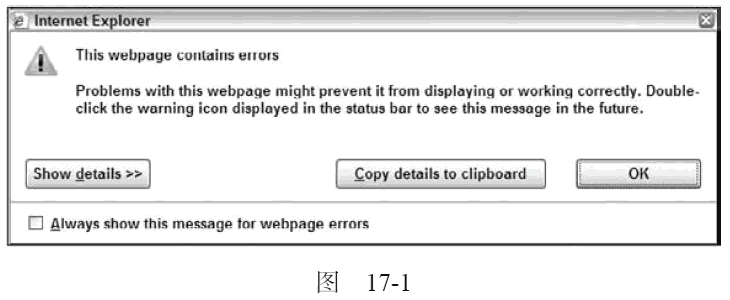 Internet Explorer
This webpage contains errors
Problems with this webpage might prevent it from displaying or working correctly. Double-
click the warning icon displayed in the status bar to see this message in the future.
Show details >>
Copy details to clipboard
OK
Always show this message for webpage errors
图 17-1